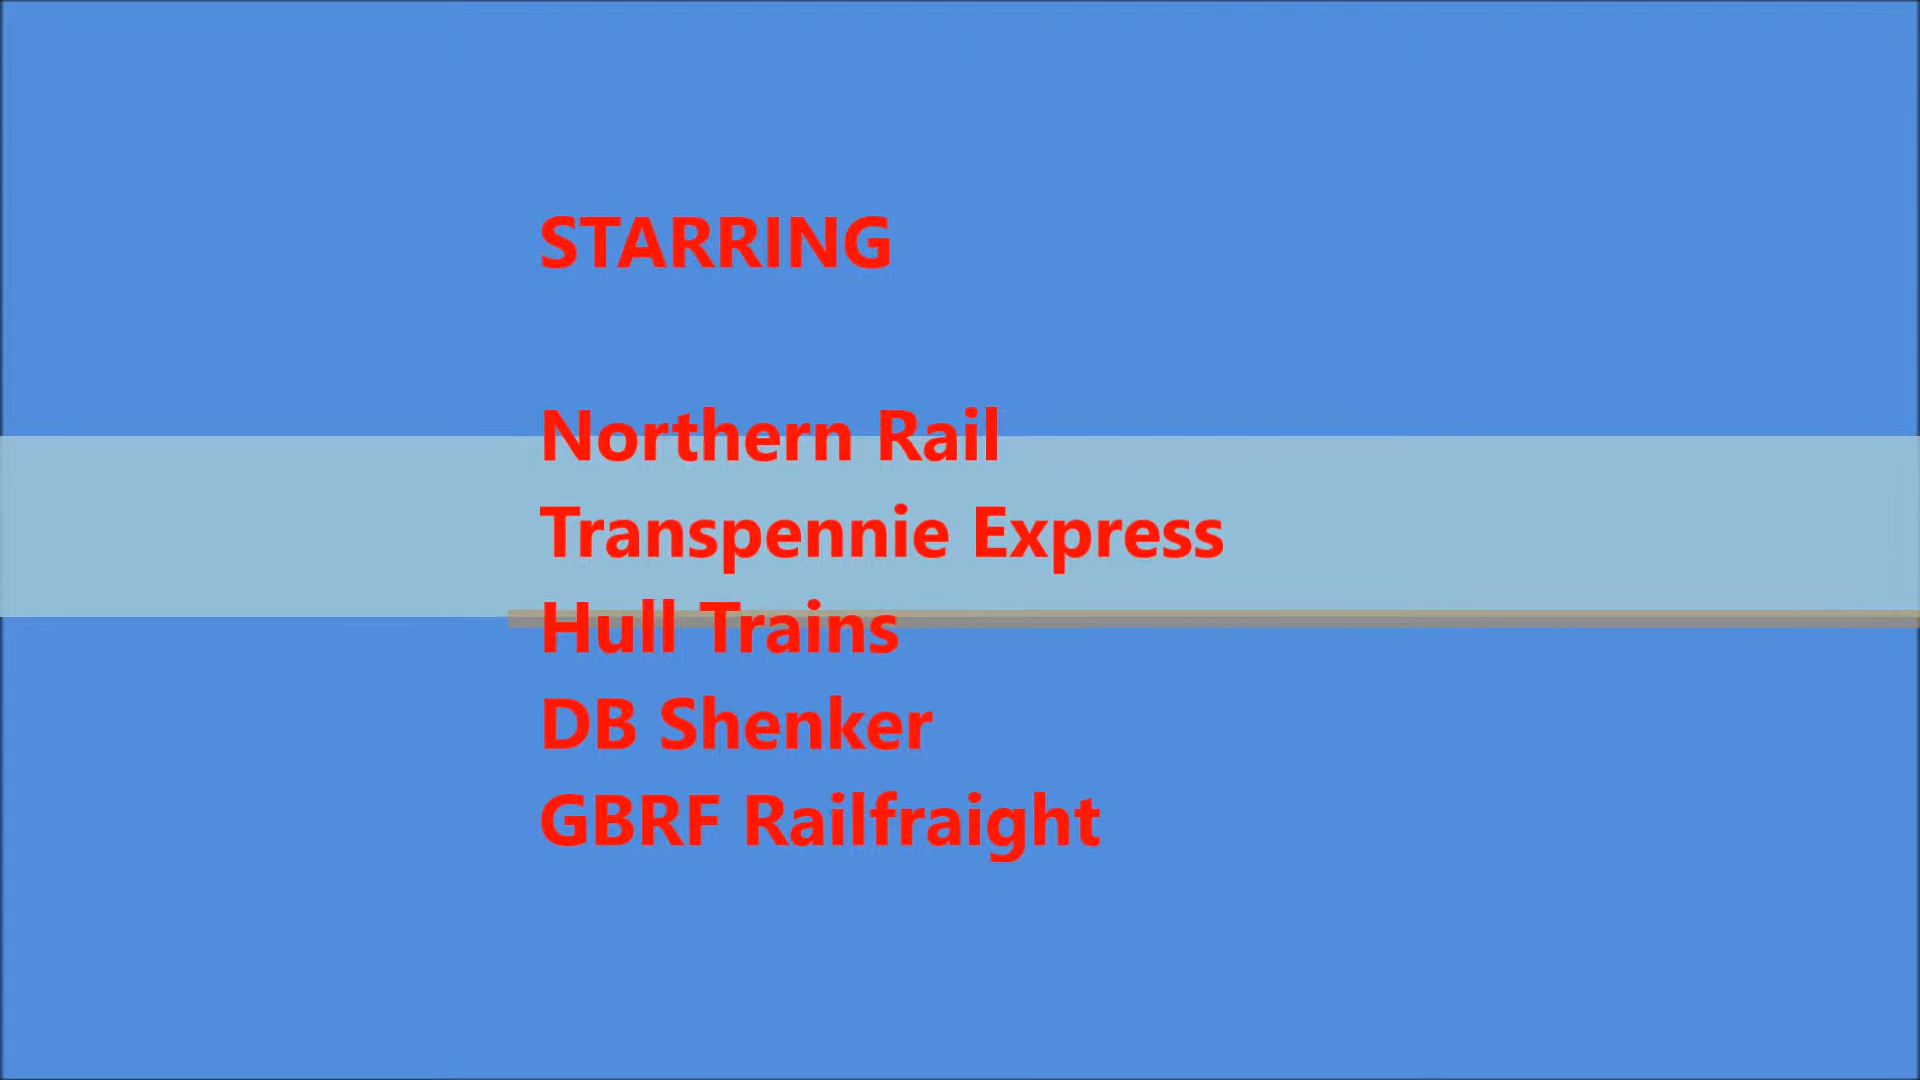 STARRING
Northern Rail
Transpennie Express
Hull Trains
DB Shenker
GBRF Railfraight